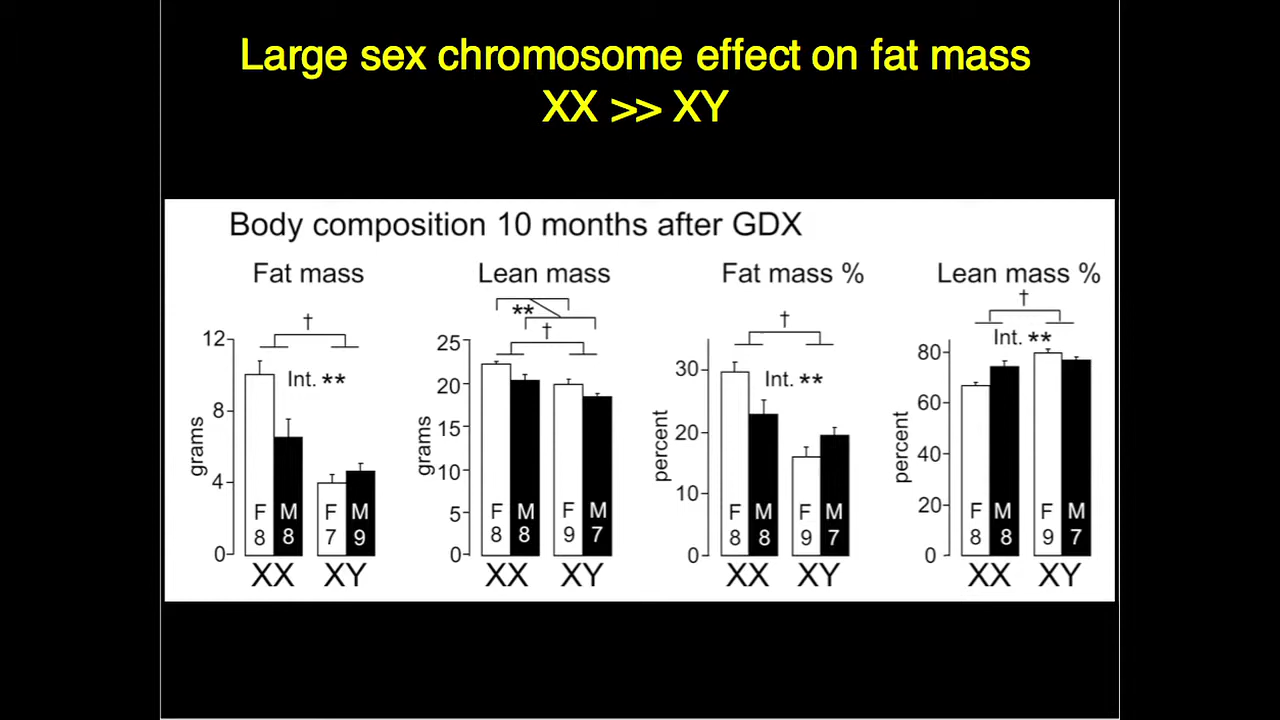 Large sex chromosome effect on fat mass
XX >> XY
Body composition 10 months after GDX
Fat mass
†
Int. **
12
8
4
0
grams
F M F M
8 8 7 9
XX XY
Lean mass
**
†
25
20
15
10
5
0
grams
F M F M
8 8 9 7
XX XY
Fat mass %
†
Int. **
30
20
10
0
percent
F M F M
8 8 9 7
XX XY
Lean mass %
†
Int. **
80
60
40
20
0
percent
F M F M
8 8 9 7
XX XY